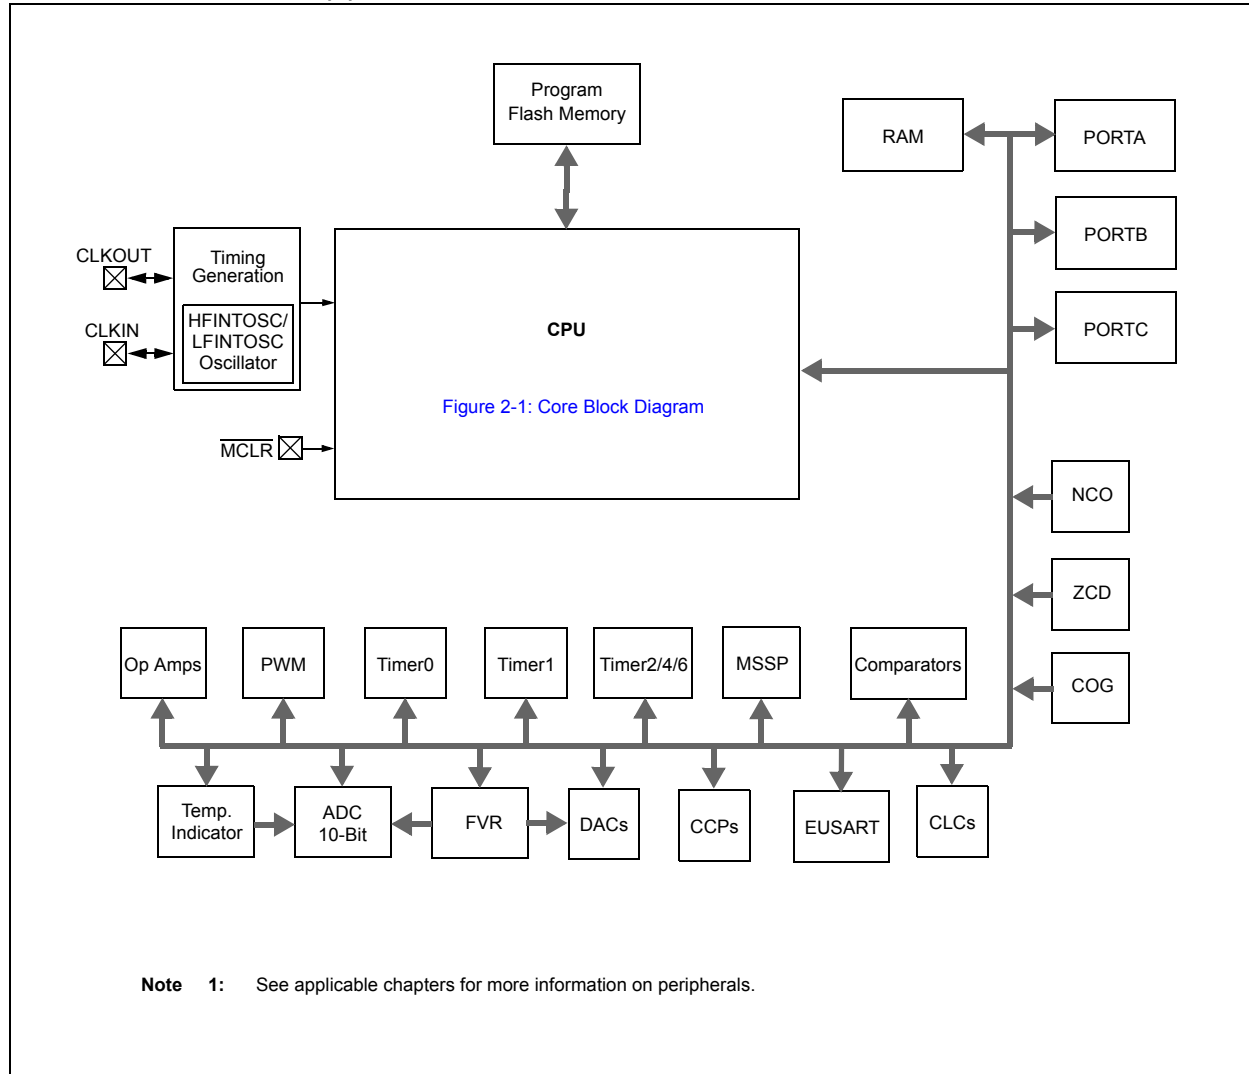 Program
Flash Memory
RAM
PORTA
PORTB
PORTC
CLKOUT
CLKIN
Timing
Generation
HFINTOSC/
LFINTOSC
Oscillator
MCLR
CPU
Figure 2-1: Core Block Diagram
NCO
ZCD
COG
Op Amps
PWM
Timer0
Timer1
Timer2/4/6
MSSP
Comparators
Temp.
Indicator
ADC
10-Bit
FVR
DACs
CCPs
EUSART
CLCs
Note 1: See applicable chapters for more information on peripherals.